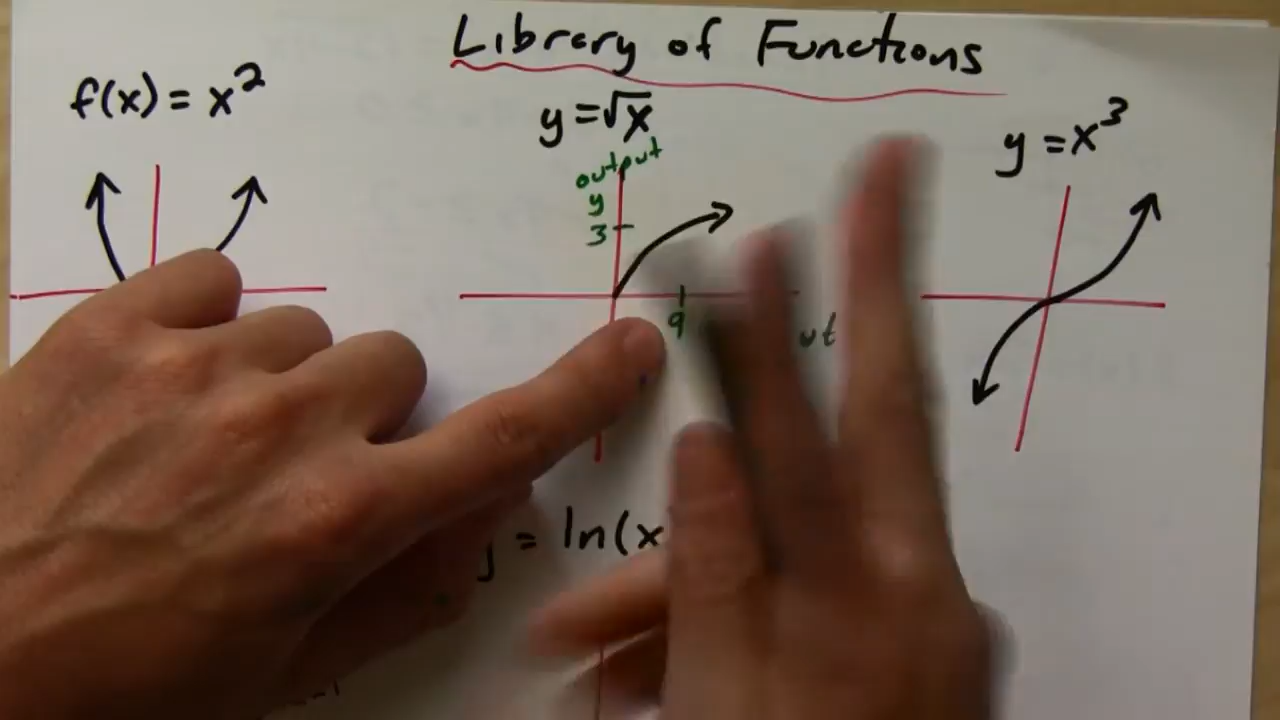 Library of Functions
f(x) = x²
y = √x
y = x³
output
y
3
9
= ln(x